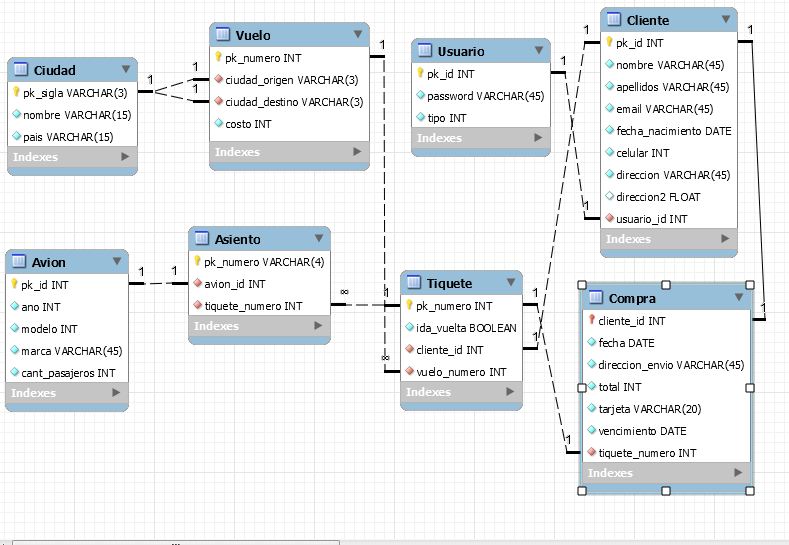 Ciudad
pk_sigla VARCHAR(3)
nombre VARCHAR(15)
pais VARCHAR(15)
Indexes
Vuelo
pk_numero INT
ciudad_origen VARCHAR(3)
ciudad_destino VARCHAR(3)
costo INT
Indexes
Usuario
pk_id INT
password VARCHAR(45)
tipo INT
Indexes
Cliente
pk_id INT
nombre VARCHAR(45)
apellidos VARCHAR(45)
email VARCHAR(45)
fecha_nacimiento DATE
celular INT
direccion VARCHAR(45)
direccion2 FLOAT
usuario_id INT
Indexes
Avion
pk_id INT
ano INT
modelo INT
marca VARCHAR(45)
cant_pasajeros INT
Indexes
Asiento
pk_numero VARCHAR(4)
avion_id INT
tiquete_numero INT
Indexes
Tiquete
pk_numero INT
ida_vuelta BOOLEAN
cliente_id INT
vuelo_numero INT
Indexes
Compra
cliente_id INT
fecha DATE
direccion_envio VARCHAR(45)
total INT
tarjeta VARCHAR(20)
vencimiento DATE
tiquete_numero INT
Indexes
1
1
1
1
1
1
1
1
1
1
∞
1
∞
1
1
1
1